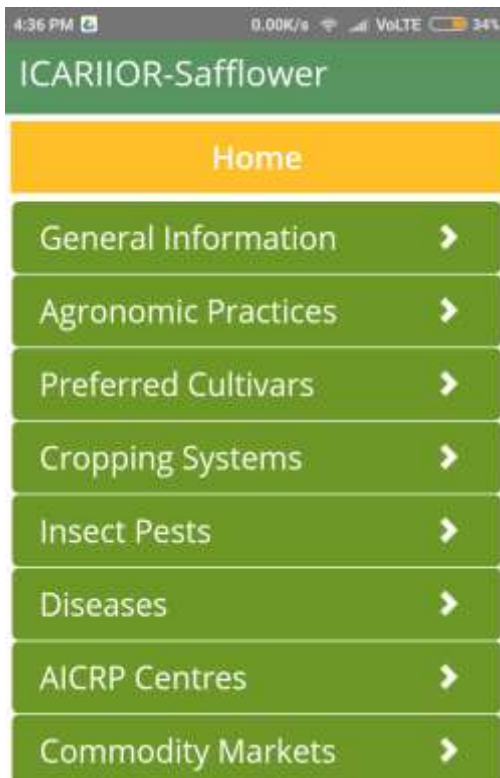 4:36 PM 0.00K/s VoLTE 34%
ICARIIOR-Safflower
Home
General Information
Agronomic Practices
Preferred Cultivars
Cropping Systems
Insect Pests
Diseases
AICRP Centres
Commodity Markets